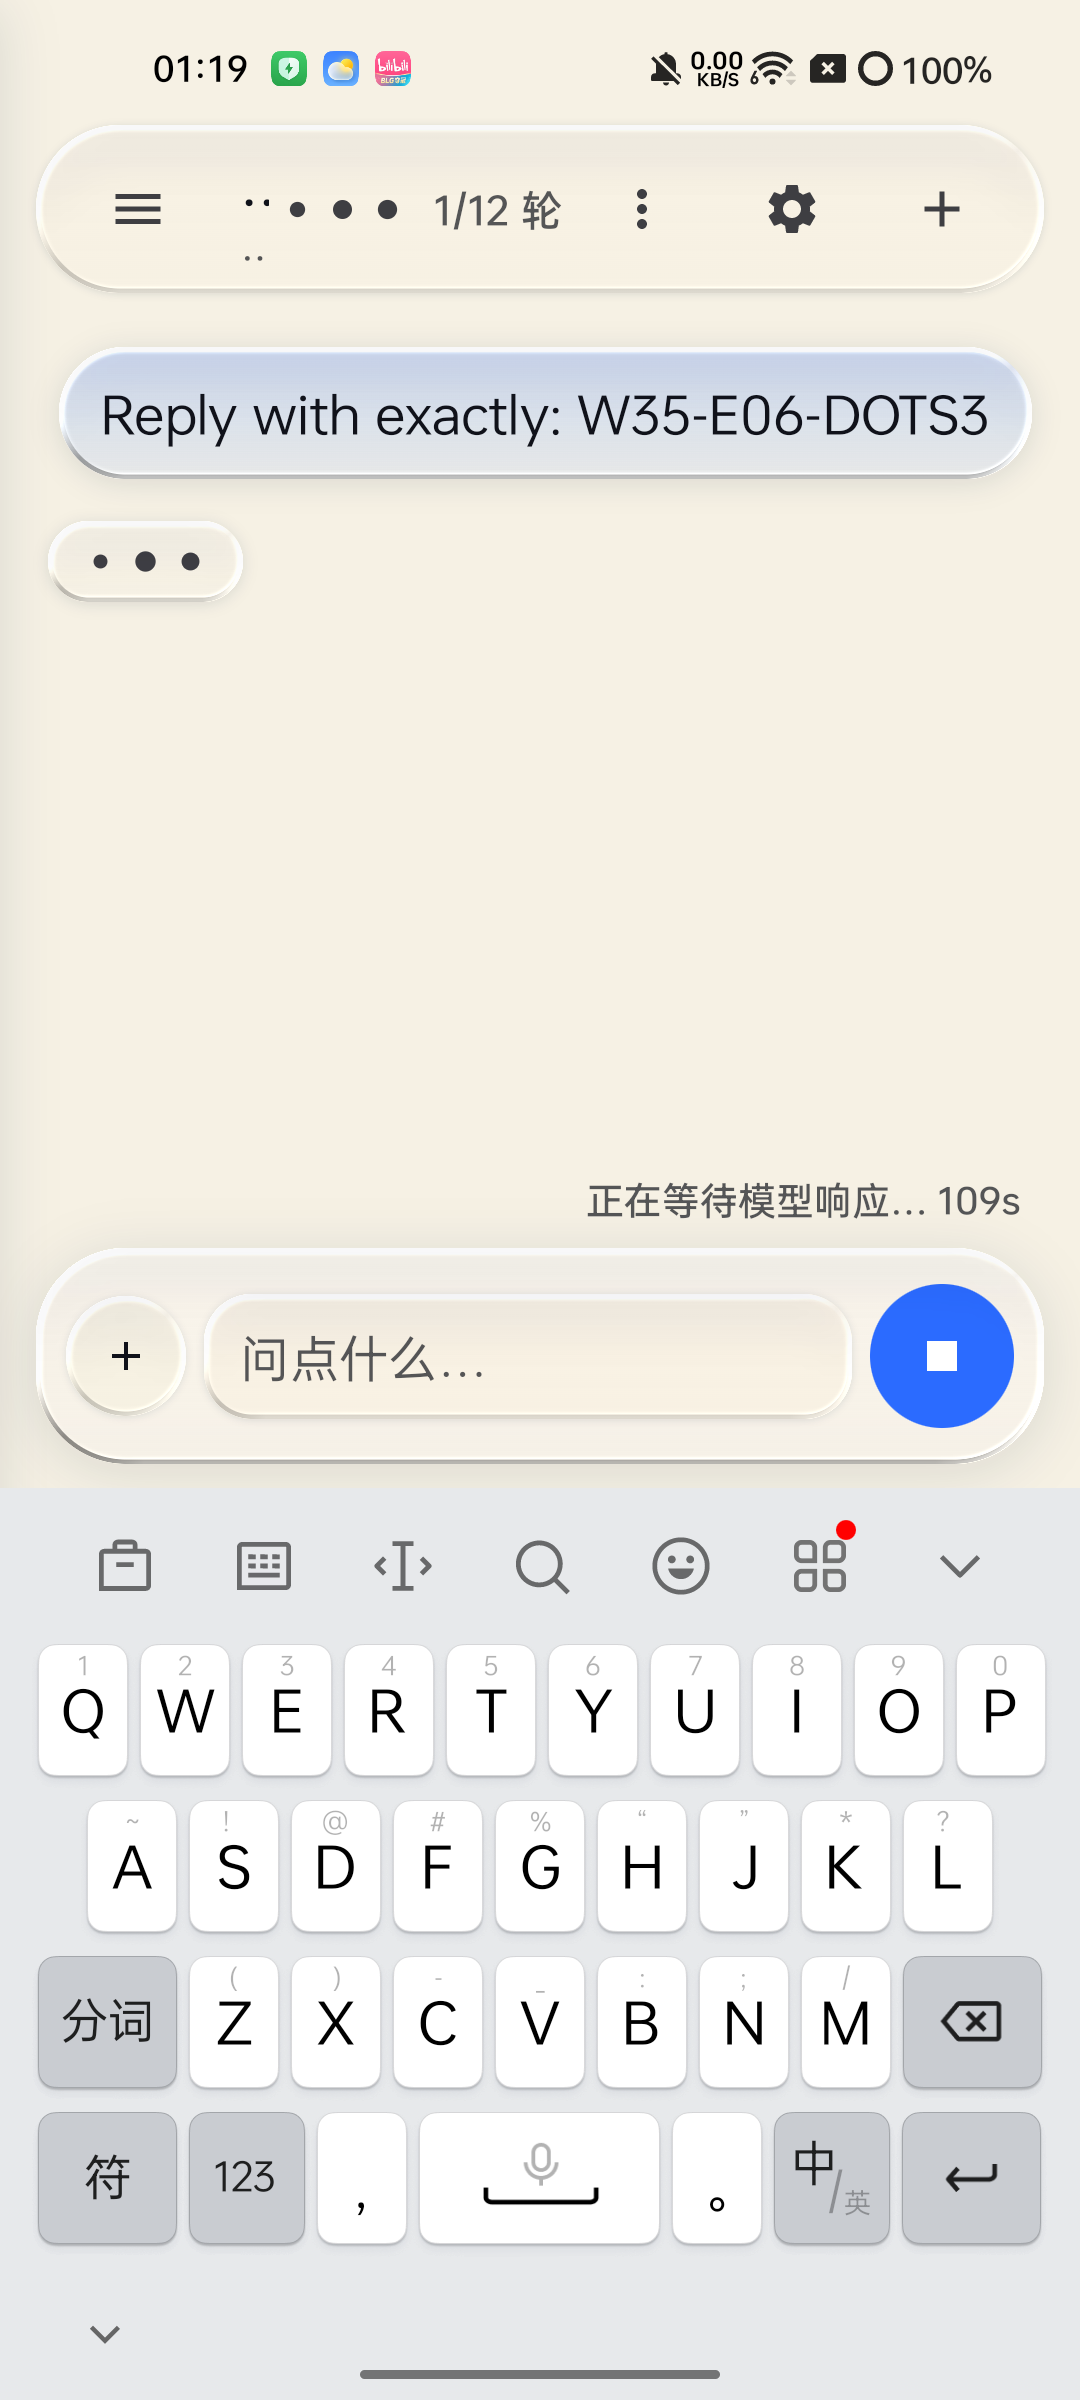 01:19
0.00
KB/S
6
100%
bilibili
1/12 轮
Reply with exactly: W35-E06-DOTS3
正在等待模型响应... 109s
问点什么...
1 2 3 4 5 6 7 8 9 0
Q W E R T Y U I O P
~ ! @ # % “ ” * ?
A S D F G H J K L
( ) - _ : ; /
分词 Z X C V B N M
符 123 , 。 中/英